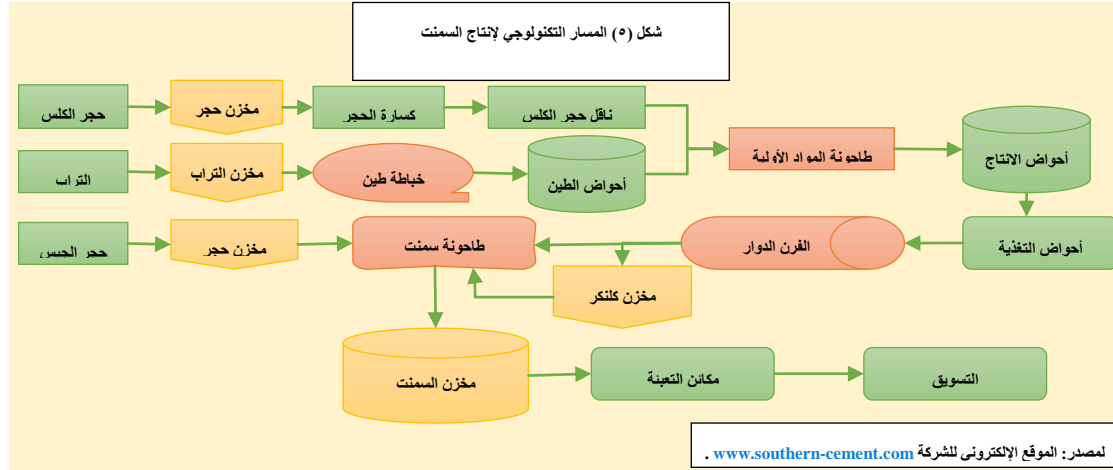 شكل (٥) المسار التكنولوجي لإنتاج السمنت
حجر الكلس
مخزن حجر
كسارة الحجر
ناقل حجر الكلس
طاحونة المواد الأولية
أحواض الانتاج
التراب
مخزن التراب
خباطة طين
أحواض الطين
حجر الجبس
مخزن حجر
طاحونة سمنت
الفرن الدوار
أحواض التغذية
مخزن كلنكر
مخزن السمنت
مكائن التعبئة
التسويق
لمصدر: الموقع الإلكتروني للشركة www.southern-cement.com .